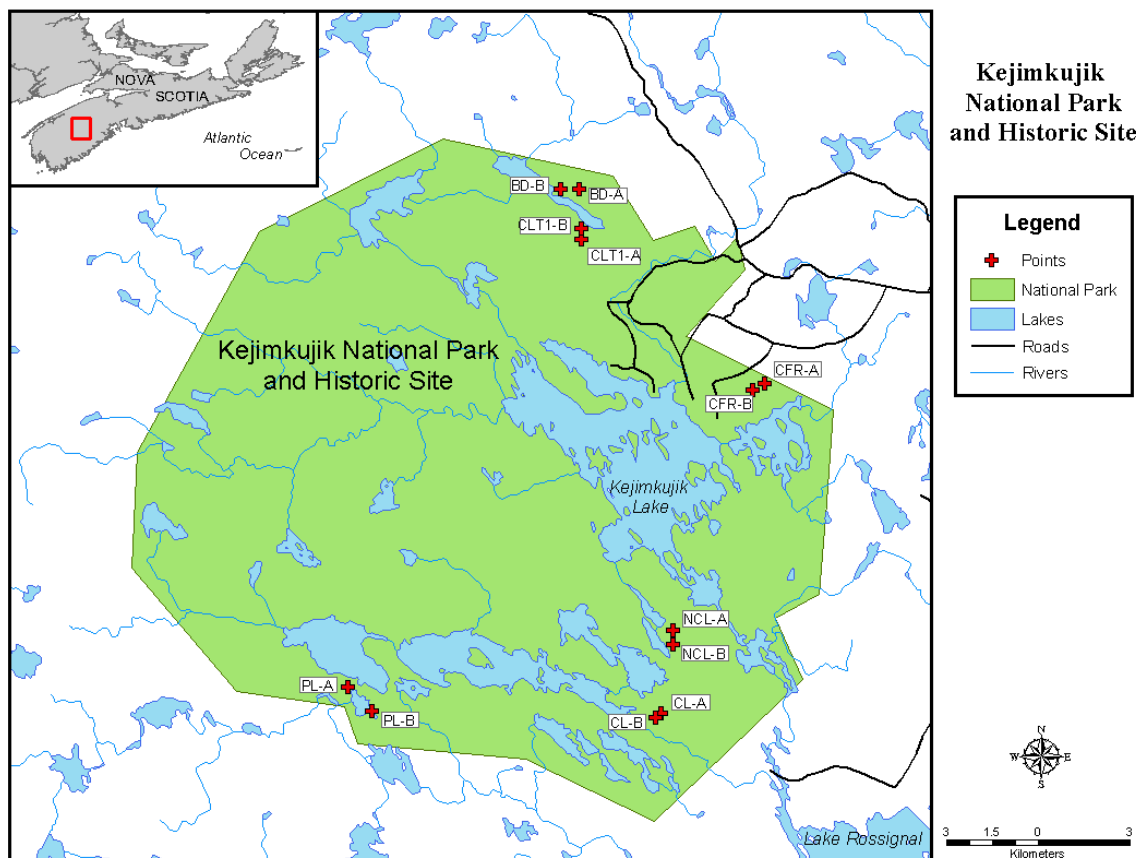 NOVA
SCOTIA
Atlantic
Ocean
Kejimkujik
National Park
and Historic Site
Legend
Points
National Park
Lakes
Roads
Rivers
BD-B
BD-A
CLT1-B
CLT1-A
Kejimkujik National Park
and Historic Site
CFR-A
CFR-B
Kejimkujik
Lake
NCL-A
NCL-B
PL-A
PL-B
CL-A
CL-B
N
W E
S
Lake Rossignal
3 1.5 0 3
Kilometers